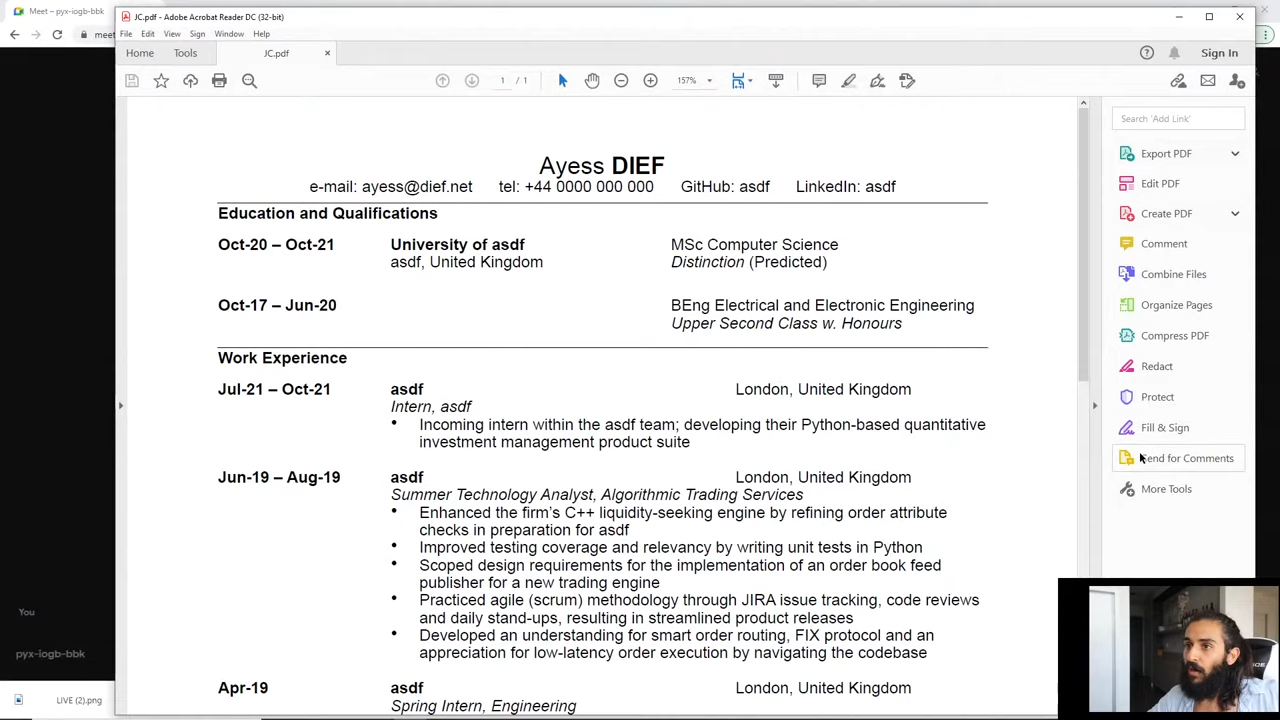 Meet – pyx-iogb-bbk
JC.pdf - Adobe Acrobat Reader DC (32-bit)
meet
File Edit View Sign Window Help
Home Tools JC.pdf × Sign In
1 / 1 157%
Search 'Add Link'
Export PDF
Edit PDF
Create PDF
Comment
Combine Files
Organize Pages
Compress PDF
Redact
Protect
Fill & Sign
Send for Comments
More Tools
Ayess DIEF
e-mail: ayess@dief.net tel: +44 0000 000 000 GitHub: asdf LinkedIn: asdf
Education and Qualifications
Oct-20 – Oct-21 University of asdf MSc Computer Science
asdf, United Kingdom Distinction (Predicted)
Oct-17 – Jun-20 BEng Electrical and Electronic Engineering
Upper Second Class w. Honours
Work Experience
Jul-21 – Oct-21 asdf London, United Kingdom
Intern, asdf
• Incoming intern within the asdf team; developing their Python-based quantitative
investment management product suite
Jun-19 – Aug-19 asdf London, United Kingdom
Summer Technology Analyst, Algorithmic Trading Services
• Enhanced the firm's C++ liquidity-seeking engine by refining order attribute
checks in preparation for asdf
• Improved testing coverage and relevancy by writing unit tests in Python
• Scoped design requirements for the implementation of an order book feed
publisher for a new trading engine
• Practiced agile (scrum) methodology through JIRA issue tracking, code reviews
and daily stand-ups, resulting in streamlined product releases
• Developed an understanding for smart order routing, FIX protocol and an
appreciation for low-latency order execution by navigating the codebase
Apr-19 asdf London, United Kingdom
Spring Intern, Engineering
You
pyx-iogb-bbk
LIVE (2).png